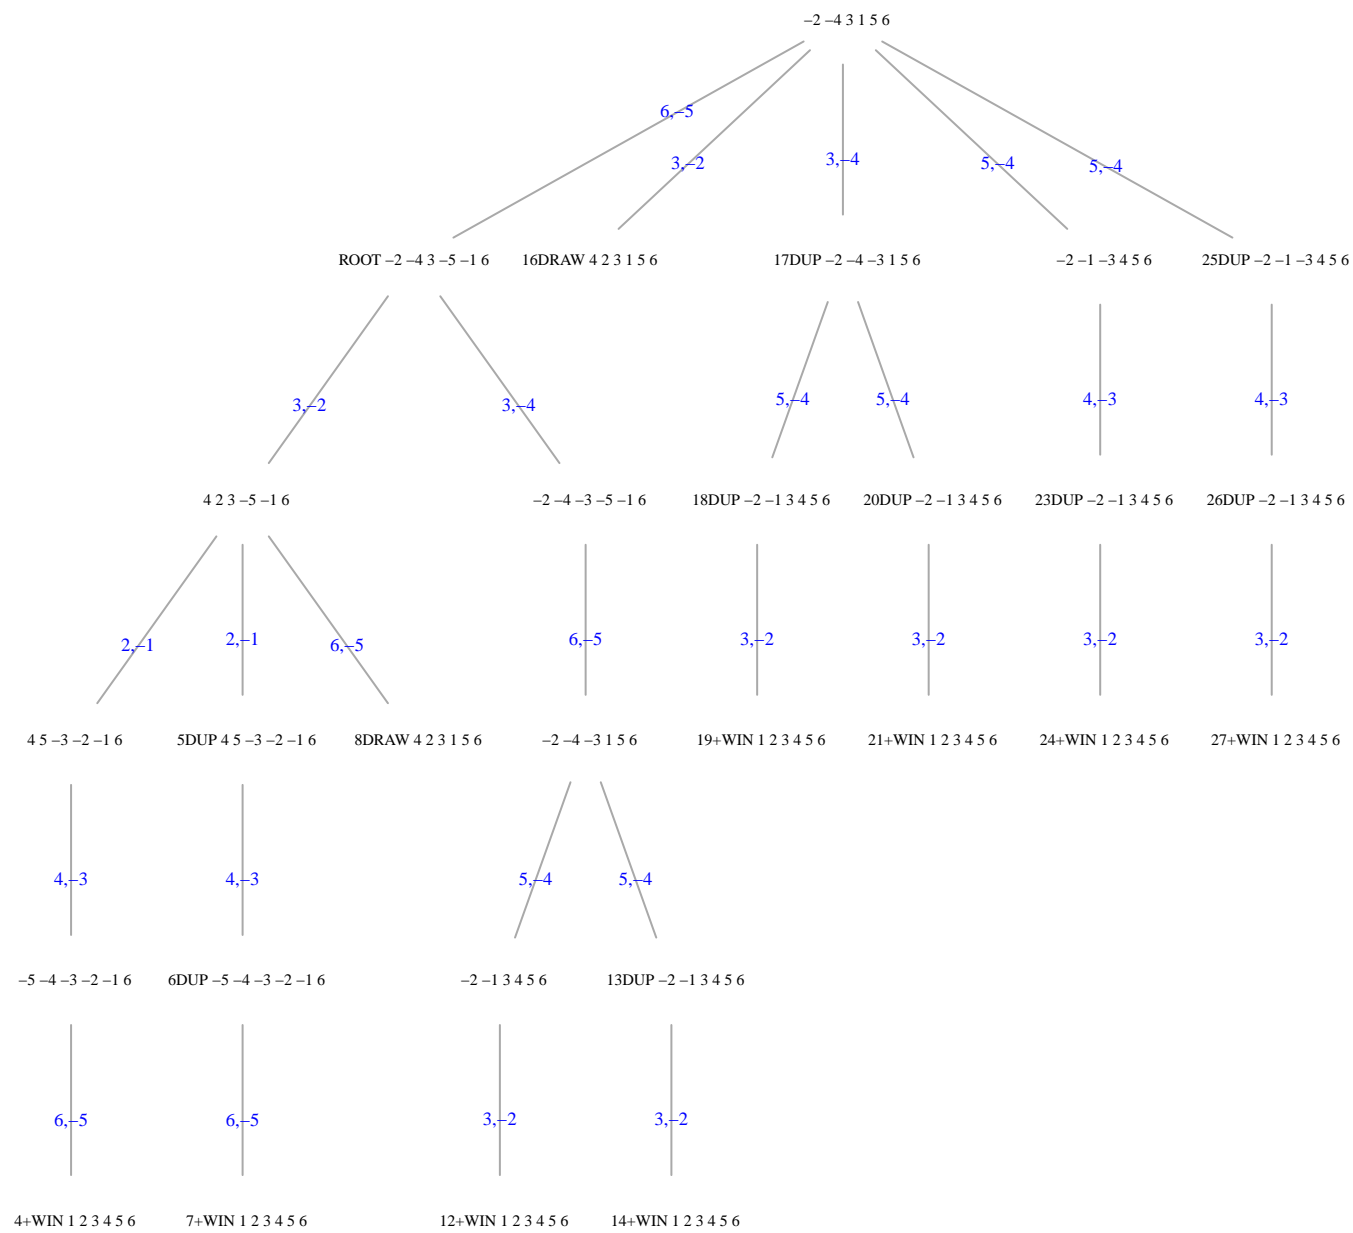 −2 −4 3 1 5 6
6,−5
3,−2
3,−4
5,−4
5,−4
ROOT −2 −4 3 −5 −1 6
16DRAW 4 2 3 1 5 6
17DUP −2 −4 −3 1 5 6
−2 −1 −3 4 5 6
25DUP −2 −1 −3 4 5 6
3,−2
3,−4
5,−4
5,−4
4,−3
4,−3
4 2 3 −5 −1 6
−2 −4 −3 −5 −1 6
18DUP −2 −1 3 4 5 6
20DUP −2 −1 3 4 5 6
23DUP −2 −1 3 4 5 6
26DUP −2 −1 3 4 5 6
2,−1
2,−1
6,−5
6,−5
3,−2
3,−2
3,−2
3,−2
4 5 −3 −2 −1 6
5DUP 4 5 −3 −2 −1 6
8DRAW 4 2 3 1 5 6
−2 −4 −3 1 5 6
19+WIN 1 2 3 4 5 6
21+WIN 1 2 3 4 5 6
24+WIN 1 2 3 4 5 6
27+WIN 1 2 3 4 5 6
4,−3
4,−3
5,−4
5,−4
−5 −4 −3 −2 −1 6
6DUP −5 −4 −3 −2 −1 6
−2 −1 3 4 5 6
13DUP −2 −1 3 4 5 6
6,−5
6,−5
3,−2
3,−2
4+WIN 1 2 3 4 5 6
7+WIN 1 2 3 4 5 6
12+WIN 1 2 3 4 5 6
14+WIN 1 2 3 4 5 6